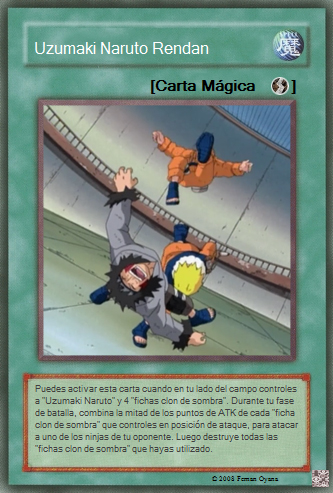 Uzumaki Naruto Rendan
魔
[Carta Mágica ]
Puedes activar esta carta cuando en tu lado del campo controles
a "Uzumaki Naruto" y 4 "fichas clon de sombra". Durante tu fase
de batalla, combina la mitad de los puntos de ATK de cada "ficha
clon de sombra" que controles en posición de ataque, para atacar
a uno de los ninjas de tu oponente. Luego destruye todas las
"fichas clon de sombra" que hayas utilizado.
© 2008 Fernan Oyana